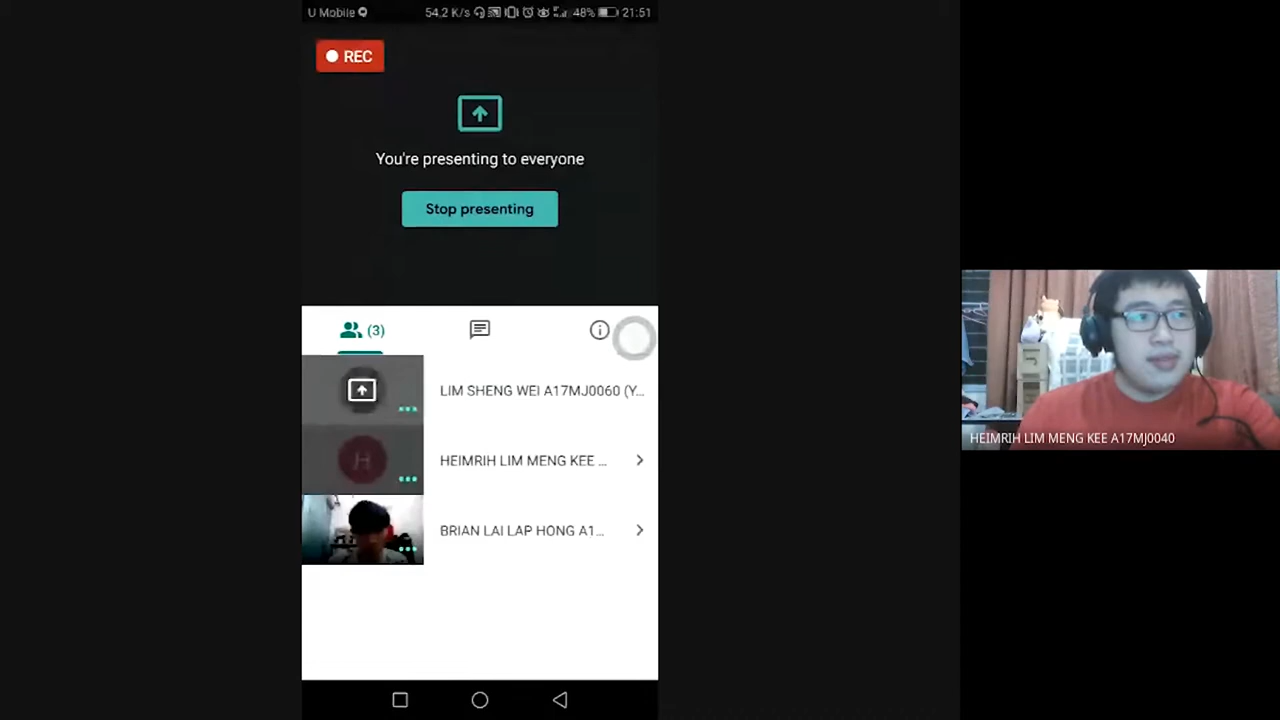 U Mobile 54.2 K/s 48% 21:51
REC
You're presenting to everyone
Stop presenting
(3)
LIM SHENG WEI A17MJ0060 (Y...
H
HEIMRIH LIM MENG KEE ...
BRIAN LAI LAP HONG A1...
HEIMRIH LIM MENG KEE A17MJ0040